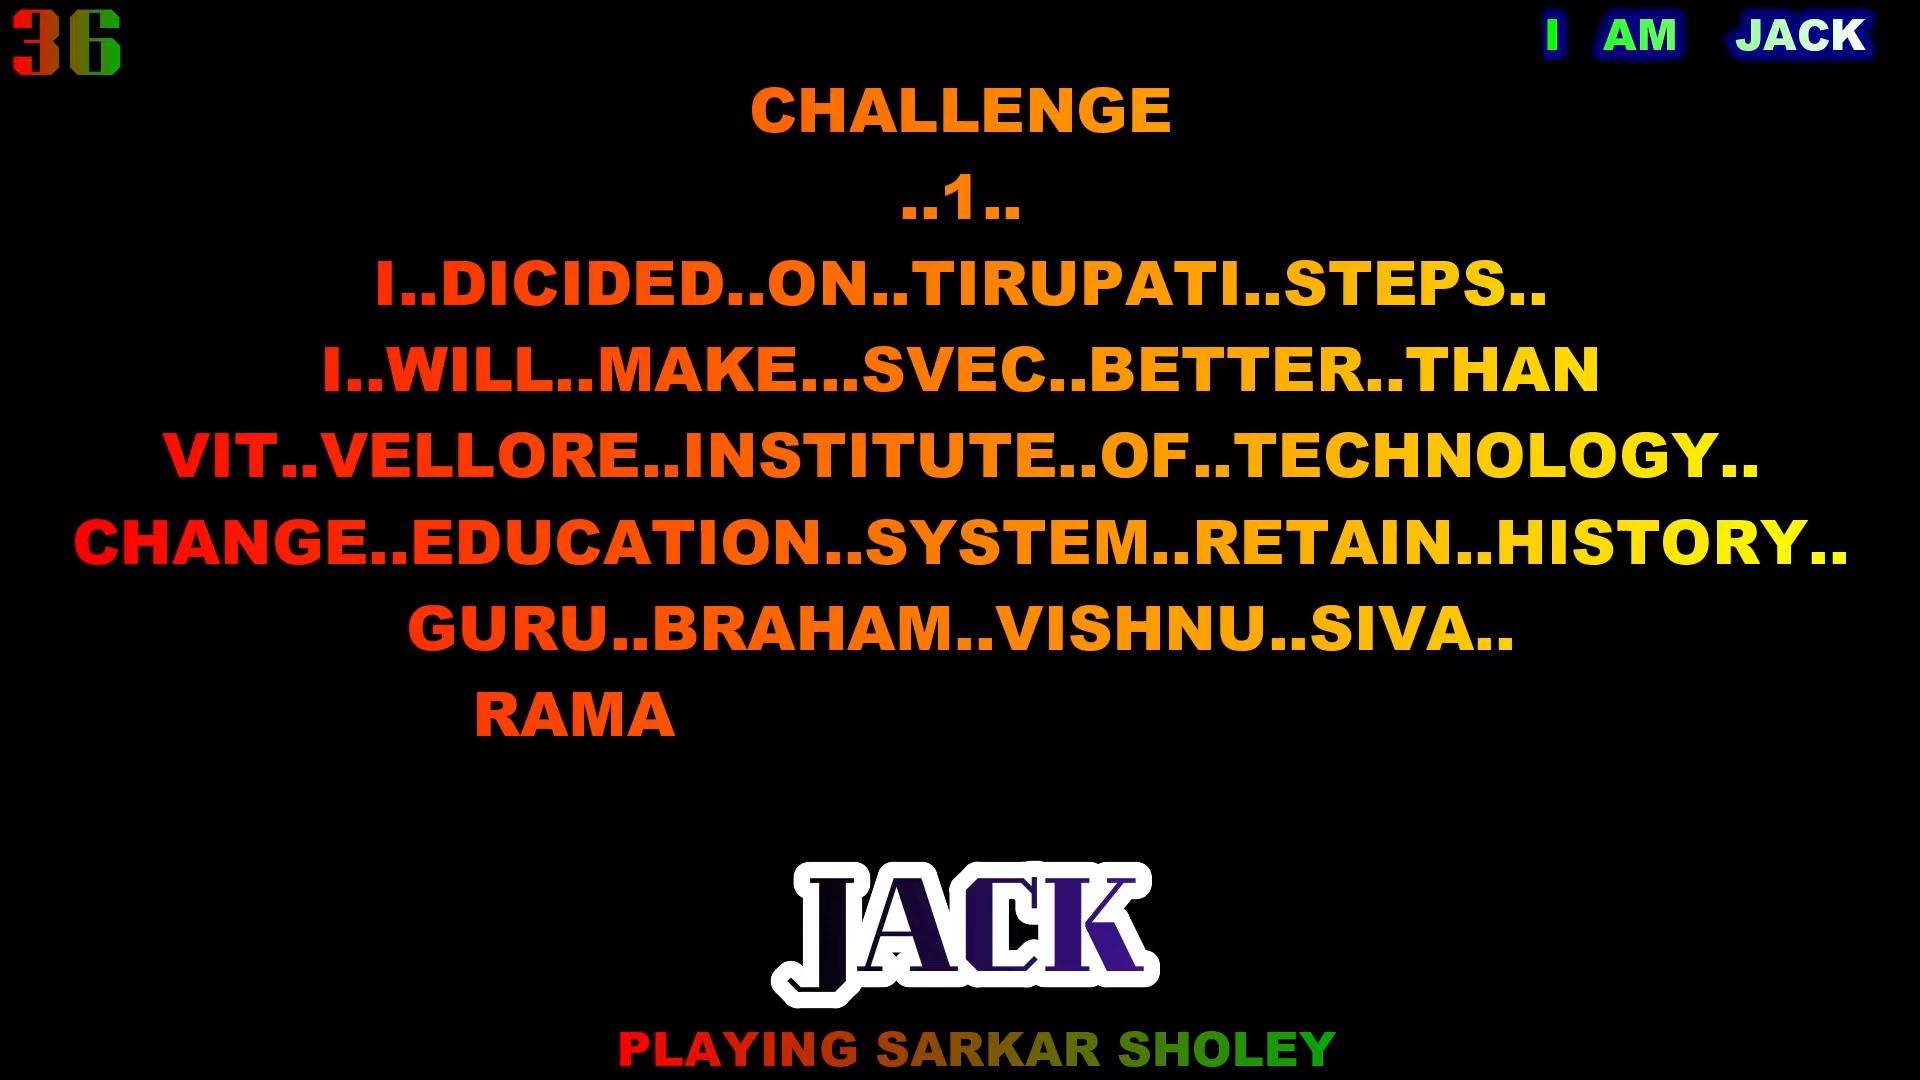 36
I AM JACK
CHALLENGE
..1..
I..DICIDED..ON..TIRUPATI..STEPS..
I..WILL..MAKE...SVEC..BETTER..THAN
VIT..VELLORE..INSTITUTE..OF..TECHNOLOGY..
CHANGE..EDUCATION..SYSTEM..RETAIN..HISTORY..
GURU..BRAHAM..VISHNU..SIVA..
RAMA
JACK
PLAYING SARKAR SHOLEY